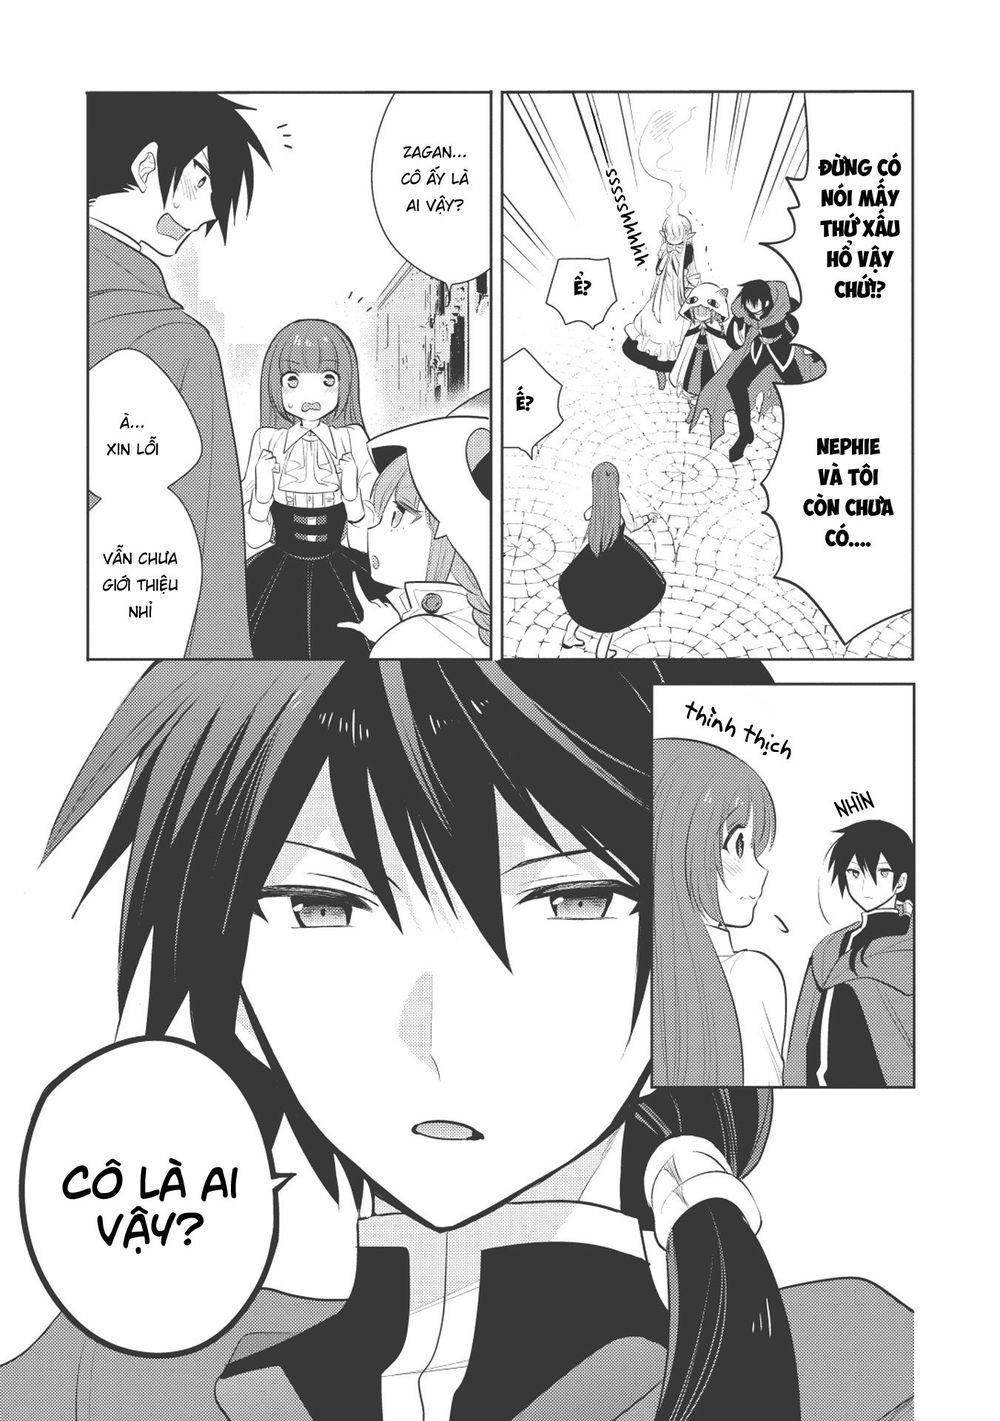 ĐỪNG CÓ
NÓI MẤY
THỨ XẤU
HỔ VẬY
CHỨ!?
sssssshhhhh
Ể?
Ế?
NEPHIE
VÀ TÔI
CÒN CHƯA
CÓ....
ZAGAN...
CÔ ẤY LÀ
AI VẬY?
À...
XIN LỖI
VẪN CHƯA
GIỚI THIỆU
NHỈ
thình thịch
NHÌN
CÔ LÀ AI
VẬY?